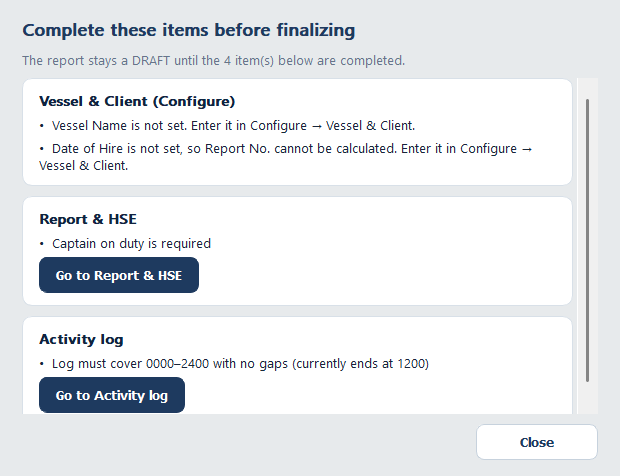 Complete these items before finalizing
The report stays a DRAFT until the 4 item(s) below are completed.
Vessel & Client (Configure)
• Vessel Name is not set. Enter it in Configure → Vessel & Client.
• Date of Hire is not set, so Report No. cannot be calculated. Enter it in Configure →
Vessel & Client.
Report & HSE
• Captain on duty is required
Go to Report & HSE
Activity log
• Log must cover 0000–2400 with no gaps (currently ends at 1200)
Go to Activity log
Close